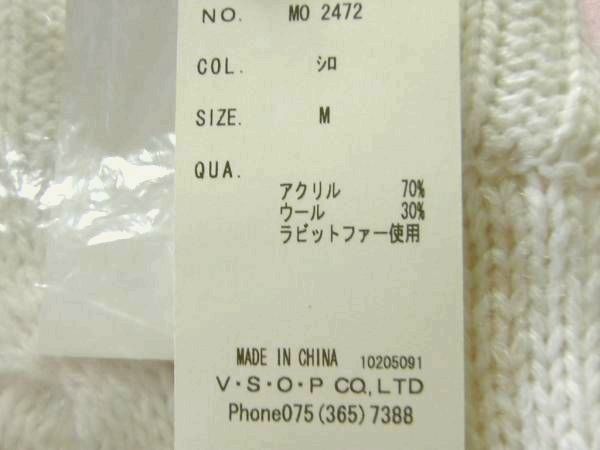 NO. MO 2472
COL. シロ
SIZE. M
QUA.
アクリル 70%
ウール 30%
ラビットファー使用
MADE IN CHINA 10205091
V・S・O・P CO,LTD
Phone075(365)7388